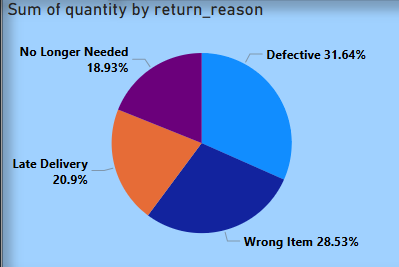 Sum of quantity by return_reason
No Longer Needed
18.93%
Defective 31.64%
Late Delivery
20.9%
Wrong Item 28.53%